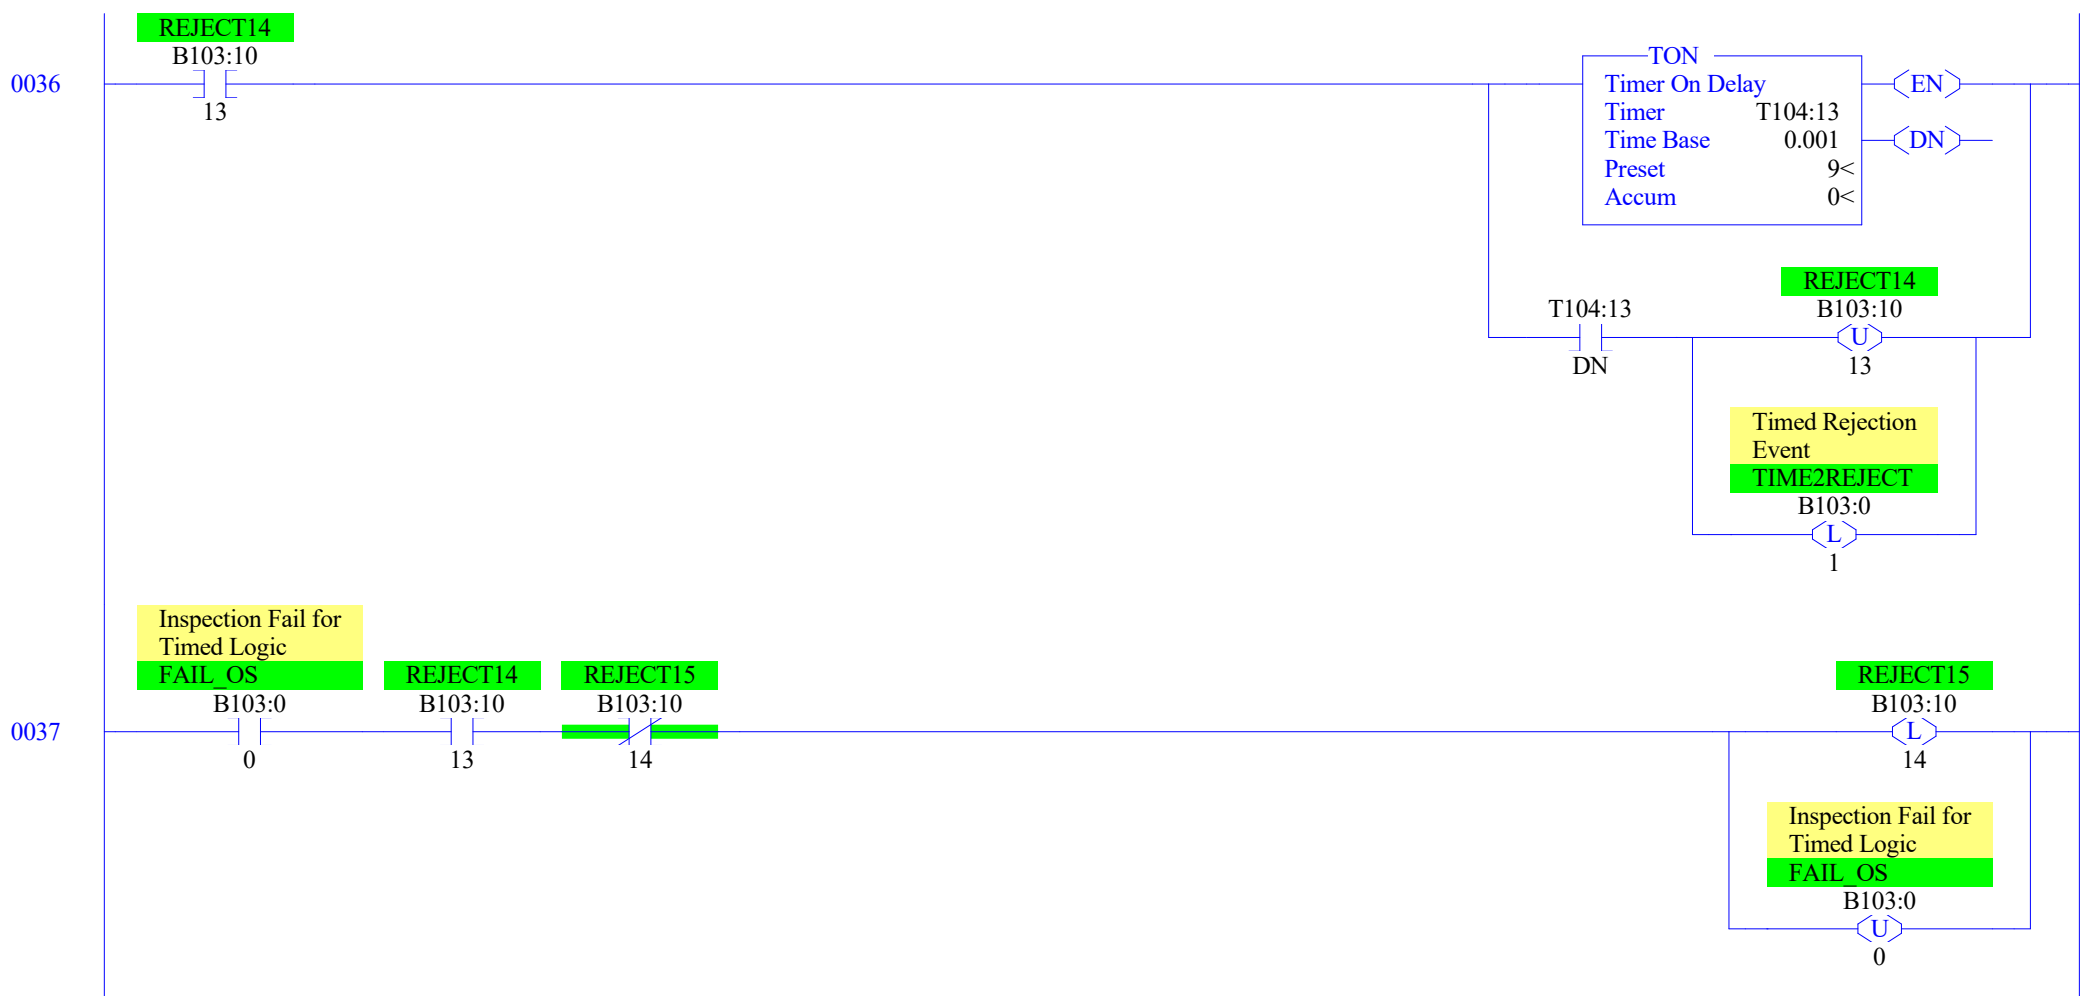 REJECT14
B103:10
0036
13
TON
Timer On Delay
Timer T104:13
Time Base 0.001
Preset 9<
Accum 0<
EN
DN
T104:13
DN
REJECT14
B103:10
U
13
Timed Rejection
Event
TIME2REJECT
B103:0
L
1
0037
Inspection Fail for
Timed Logic
FAIL_OS
B103:0
0
REJECT14
B103:10
13
REJECT15
B103:10
14
REJECT15
B103:10
L
14
Inspection Fail for
Timed Logic
FAIL_OS
B103:0
U
0